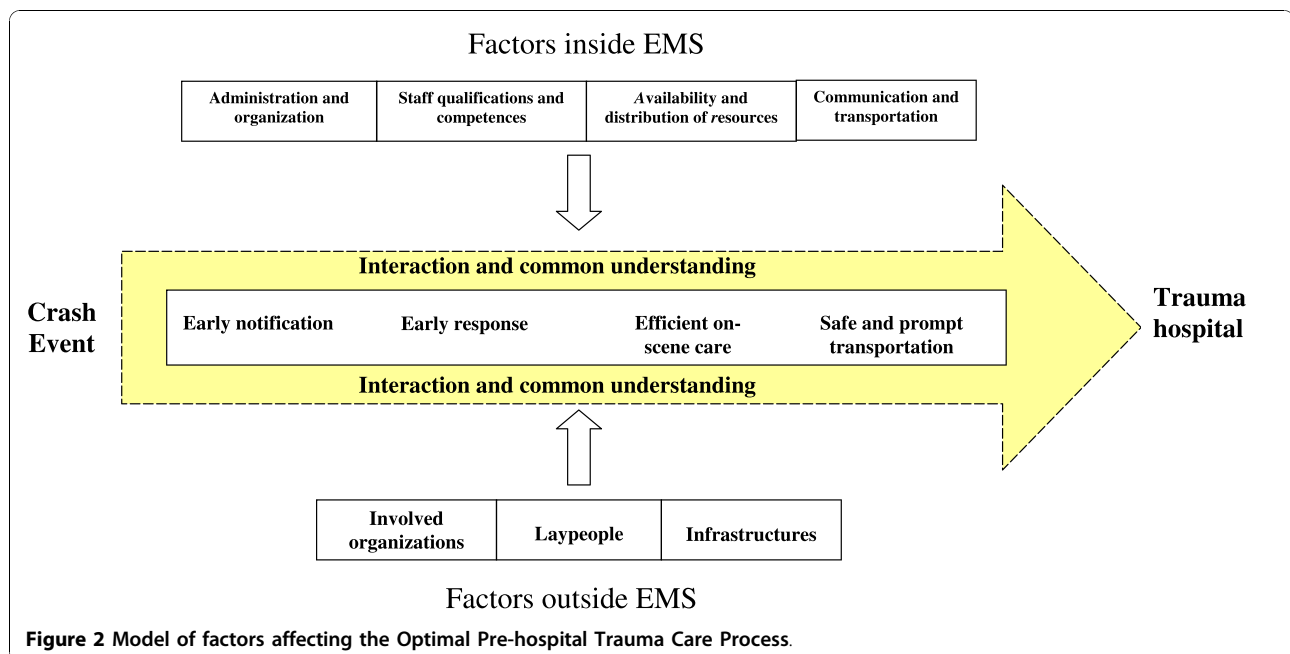 Factors inside EMS
Administration and
organization
Staff qualifications and
competences
Availability and
distribution of resources
Communication and
transportation
Interaction and common understanding
Crash
Event
Early notification
Early response
Efficient on-
scene care
Safe and prompt
transportation
Trauma
hospital
Interaction and common understanding
Involved
organizations
Laypeople
Infrastructures
Factors outside EMS
Figure 2 Model of factors affecting the Optimal Pre-hospital Trauma Care Process.